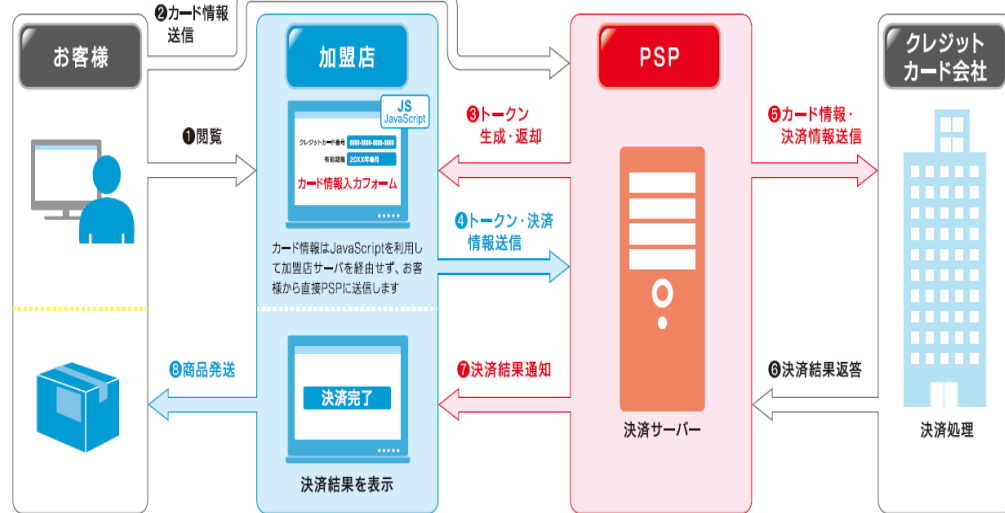 ❷カード情報
送信
お客様
加盟店
PSP
クレジット
カード会社
JS
JavaScript
❶閲覧
クレジットカード番号 0000-0000-0000-0000
有効期限 20XX年●月
カード情報入力フォーム
❸トークン
生成・返却
❺カード情報・
決済情報送信
❹トークン・決済
情報送信
カード情報はJavaScriptを利用し
て加盟店サーバを経由せず、お客
様から直接PSPに送信します
❽商品発送
決済完了
❼決済結果通知
❻決済結果返答
決済サーバー
決済処理
決済結果を表示